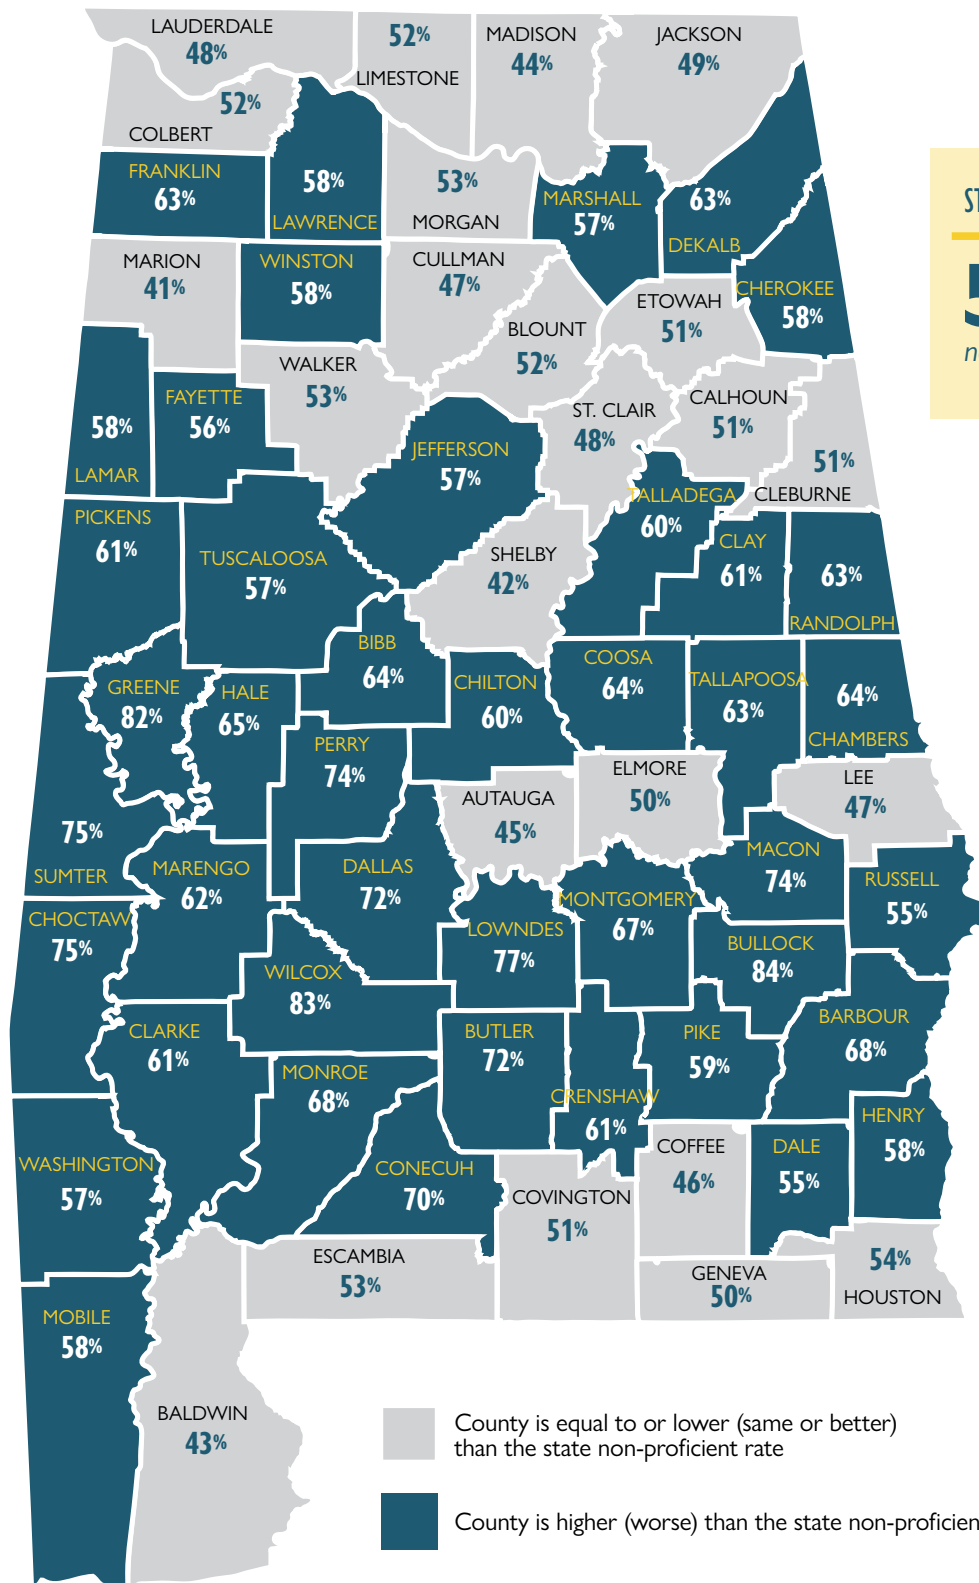 LAUDERDALE
48%
52%
LIMESTONE
MADISON
44%
JACKSON
49%
52%
COLBERT
FRANKLIN
63%
58%
LAWRENCE
53%
MORGAN
MARSHALL
57%
63%
DEKALB
CHEROKEE
58%
MARION
41%
WINSTON
58%
CULLMAN
47%
BLOUNT
52%
ETOWAH
51%
WALKER
53%
58%
LAMAR
FAYETTE
56%
JEFFERSON
57%
ST. CLAIR
48%
CALHOUN
51%
51%
CLEBURNE
PICKENS
61%
TUSCALOOSA
57%
SHELBY
42%
TALLADEGA
60%
CLAY
61%
63%
RANDOLPH
GREENE
82%
HALE
65%
BIBB
64%
CHILTON
60%
COOSA
64%
TALLAPOOSA
63%
64%
CHAMBERS
PERRY
74%
AUTAUGA
45%
ELMORE
50%
LEE
47%
75%
SUMTER
MARENGO
62%
DALLAS
72%
LOWNDES
77%
MONTGOMERY
67%
MACON
74%
RUSSELL
55%
CHOCTAW
75%
WILCOX
83%
BULLOCK
84%
CLARKE
61%
MONROE
68%
BUTLER
72%
CRENSHAW
61%
PIKE
59%
BARBOUR
68%
WASHINGTON
57%
CONECUH
70%
COVINGTON
51%
COFFEE
46%
DALE
55%
HENRY
58%
MOBILE
58%
ESCAMBIA
53%
GENEVA
50%
54%
HOUSTON
BALDWIN
43%
County is equal to or lower (same or better)
than the state non-proficient rate
County is higher (worse) than the state non-proficien